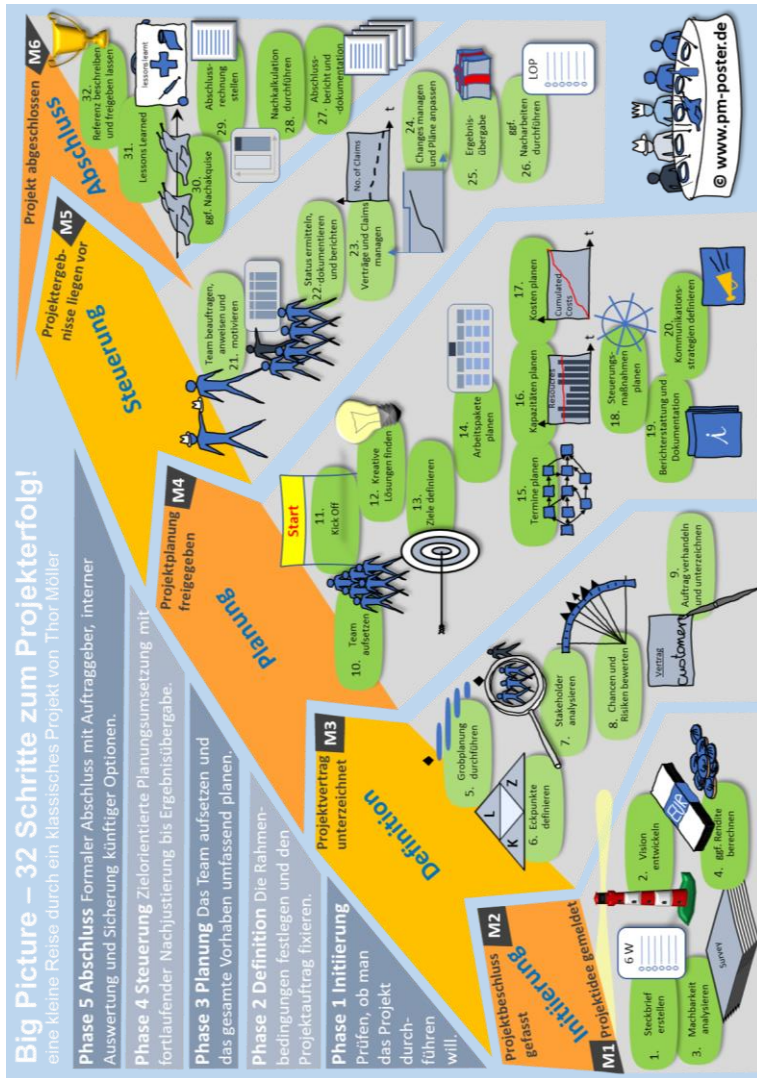 Big Picture – 32 Schritte zum Projekterfolg!
eine kleine Reise durch ein klassisches Projekt von Thor Möller
Phase 5 Abschluss Formaler Abschluss mit Auftraggeber, interner
Auswertung und Sicherung künftiger Optionen.
Phase 4 Steuerung Zielorientierte Planungsumsetzung mit
fortlaufender Nachjustierung bis Ergebnisübergabe.
Phase 3 Planung Das Team aufsetzen und
das gesamte Vorhaben umfassend planen.
Phase 2 Definition Die Rahmen-
bedingungen festlegen und den
Projektauftrag fixieren.
Phase 1 Initiierung
Prüfen, ob man
das Projekt
durch-
führen
will.
M1 Projektidee gemeldet
Initiierung
Projektbeschluss
gefasst
M2
1. Steckbrief
erstellen
6 W
2. Vision
entwickeln
3. Machbarkeit
analysieren
Survey
4. ggf. Rendite
berechnen
Definition
Projektvertrag
unterzeichnet
M3
5. Grobplanung
durchführen
6. Eckpunkte
definieren
K
L
Z
7. Stakeholder
analysieren
8. Chancen und
Risiken bewerten
9. Auftrag verhandeln
und unterzeichnen
Vertrag
Customer
Planung
Projektplanung
freigegeben
M4
10. Team
aufsetzen
Start
11. Kick Off
12. Kreative
Lösungen finden
13. Ziele definieren
14. Arbeitspakete
planen
15. Termine planen
16. Kapazitäten planen
Resources
17. Kosten planen
Cumulated
Costs
t
18. Steuerungs-
maßnahmen
planen
19. Berichterstattung und
Dokumentation
i
20. Kommunikations-
strategien definieren
Steuerung
Projektergeb-
nisse liegen vor
M5
21. Team beauftragen,
anweisen und
motivieren
22. Status ermitteln,
-dokumentieren
und berichten
23. Verträge und Claims
managen
No. of Claims
t
24. Changes managen
und Pläne anpassen
25. Ergebnis-
übergabe
26. ggf.
Nacharbeiten
durchführen
LOP
Abschluss
Projekt abgeschlossen
M6
27. Abschluss-
bericht und
-dokumentation
28. Nachkalkulation
durchführen
29. Abschluss-
rechnung
stellen
30. ggf. Nachakquise
31. Lessons Learned
lessons learnt
32. Referenz beschreiben
und freigeben lassen
© www.pm-poster.de